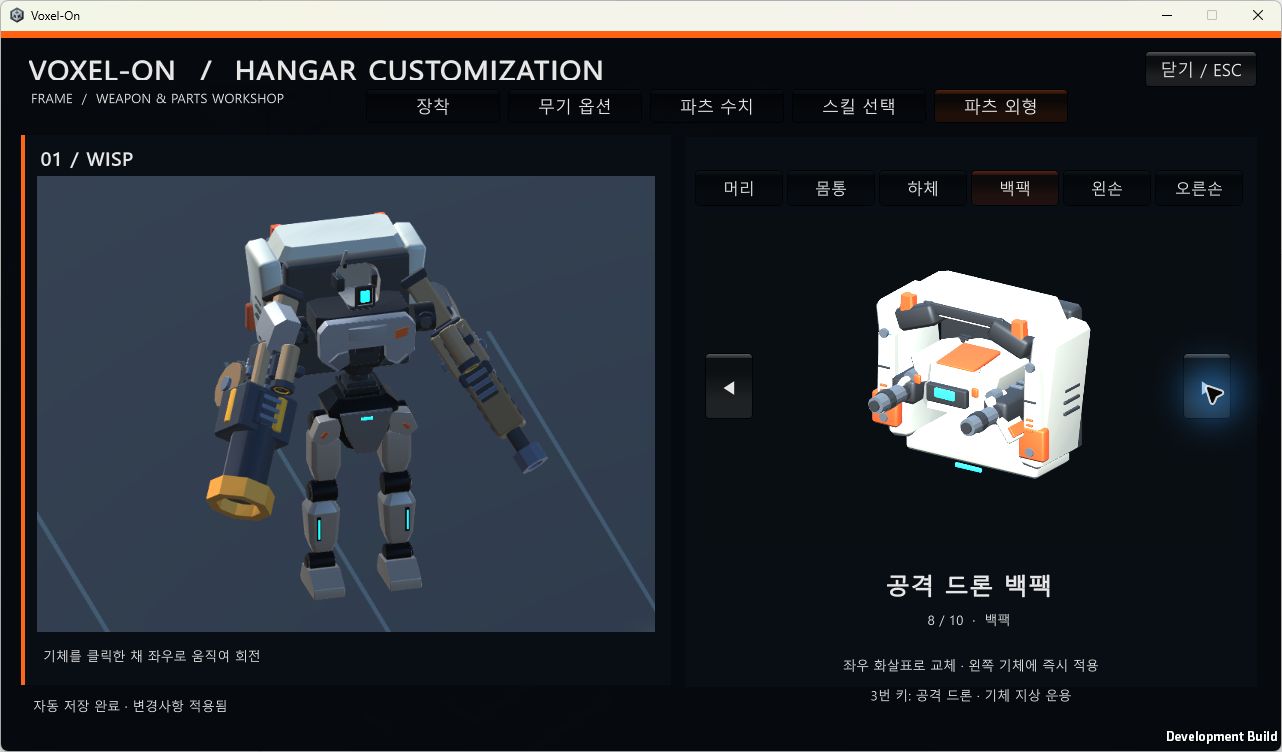 Voxel-On
VOXEL-ON / HANGAR CUSTOMIZATION
닫기 / ESC
FRAME / WEAPON & PARTS WORKSHOP
장착
무기 옵션
파츠 수치
스킬 선택
파츠 외형
01 / WISP
머리
몸통
하체
백팩
왼손
오른손
공격 드론 백팩
8 / 10 · 백팩
기체를 클릭한 채 좌우로 움직여 회전
좌우 화살표로 교체 · 왼쪽 기체에 즉시 적용
3번 키: 공격 드론 · 기체 지상 운용
자동 저장 완료 · 변경사항 적용됨
Development Build